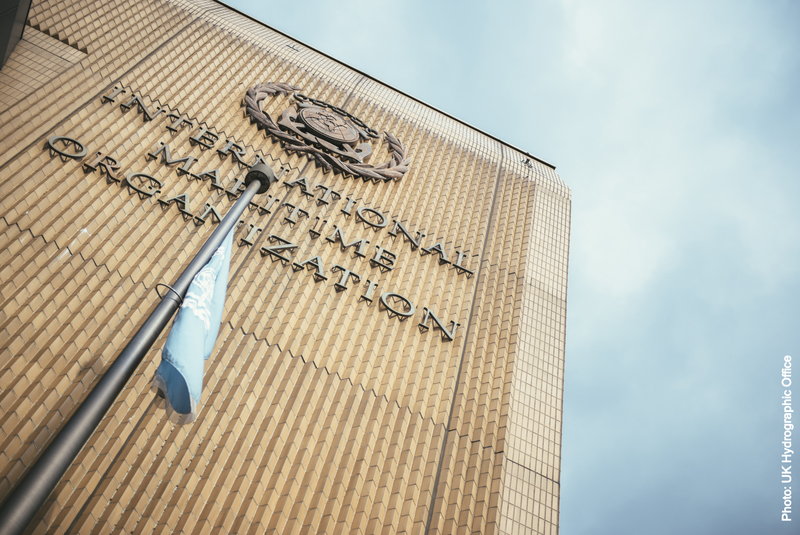 INTERNATIONAL
MARITIME
ORGANIZATION
Photo: UK Hydrographic Office